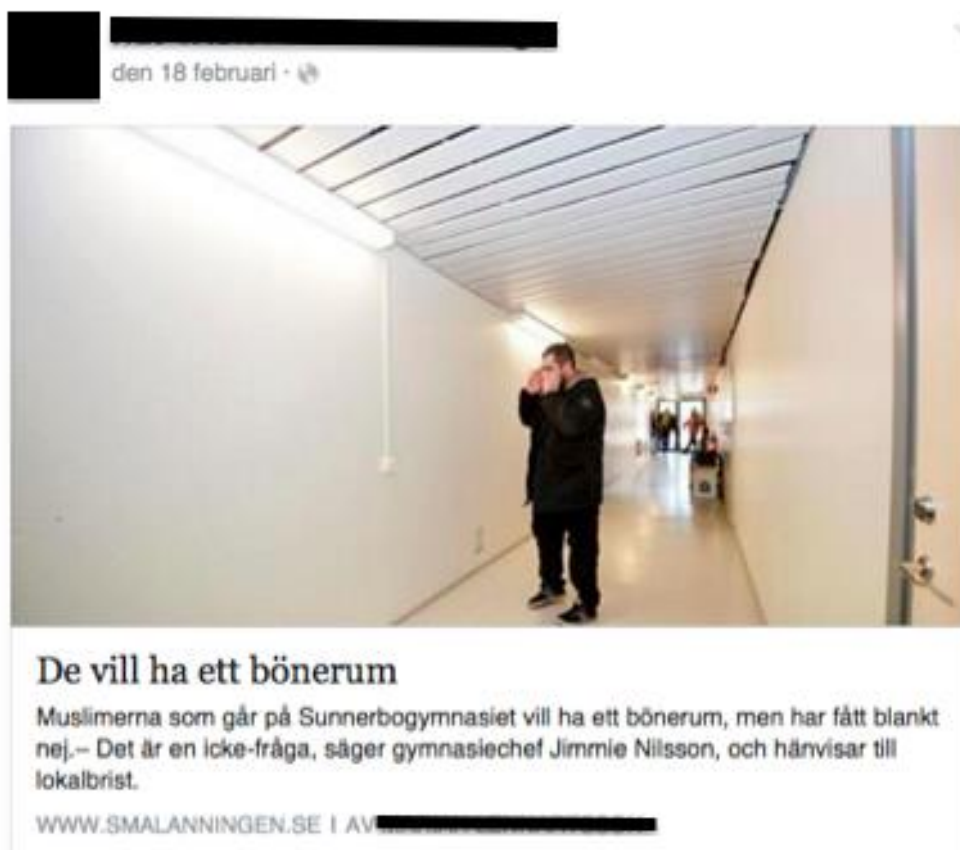 den 18 februari ·
De vill ha ett bönerum
Muslimerna som går på Sunnerbogymnasiet vill ha ett bönerum, men har fått blankt
nej.– Det är en icke-fråga, säger gymnasiechef Jimmie Nilsson, och hänvisar till
lokalbrist.
WWW.SMALANNINGEN.SE I AV